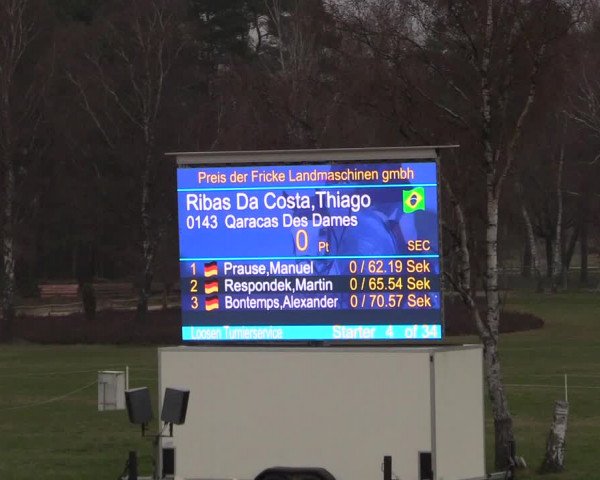 Preis der Fricke Landmaschinen gmbh
Ribas Da Costa,Thiago
0143 Qaracas Des Dames
0 Pt SEC
1 Prause,Manuel 0 / 62.19 Sek
2 Respondek,Martin 0 / 65.54 Sek
3 Bontemps,Alexander 0 / 70.57 Sek
Loosen Turnierservice Starter 4 of 34